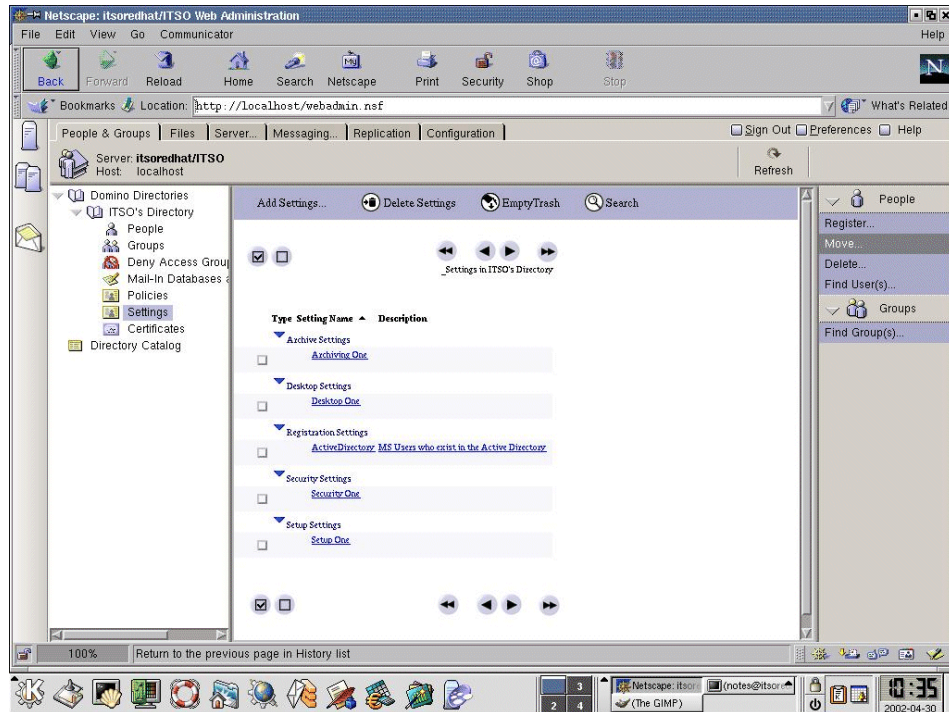 Netscape: itsoredhat/ITSO Web Administration
File Edit View Go Communicator Help
Back Forward Reload Home Search Netscape Print Security Shop Stop
N
Bookmarks Location: http://localhost/webadmin.nsf What's Related
People & Groups Files Server... Messaging... Replication Configuration Sign Out Preferences Help
Server: itsoredhat/ITSO
Host: localhost
Refresh
Domino Directories
ITSO's Directory
People
Groups
Deny Access Group
Mail-In Databases a
Policies
Settings
Certificates
Directory Catalog
Add Settings... Delete Settings EmptyTrash Search
_Settings in ITSO's Directory
Type Setting Name Description
Archive Settings
Archiving One
Desktop Settings
Desktop One
Registration Settings
ActiveDirectory MS Users who exist in the Active Directory
Security Settings
Security One
Setup Settings
Setup One
People
Register...
Move...
Delete...
Find User(s)...
Groups
Find Group(s)...
100% Return to the previous page in History list
3
2 4
Netscape: itsore
(notes@itsore
(The GIMP)
10:35
2002-04-30